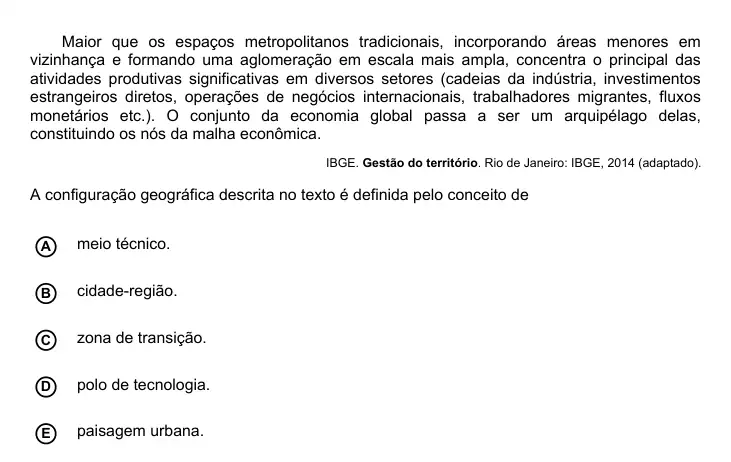 Maior que os espaços metropolitanos tradicionais, incorporando áreas menores em
vizinhança e formando uma aglomeração em escala mais ampla, concentra o principal das
atividades produtivas significativas em diversos setores (cadeias da indústria, investimentos
estrangeiros diretos, operações de negócios internacionais, trabalhadores migrantes, fluxos
monetários etc.). O conjunto da economia global passa a ser um arquipélago delas,
constituindo os nós da malha econômica.
IBGE. Gestão do território. Rio de Janeiro: IBGE, 2014 (adaptado).
A configuração geográfica descrita no texto é definida pelo conceito de
A meio técnico.
B cidade-região.
C zona de transição.
D polo de tecnologia.
E paisagem urbana.